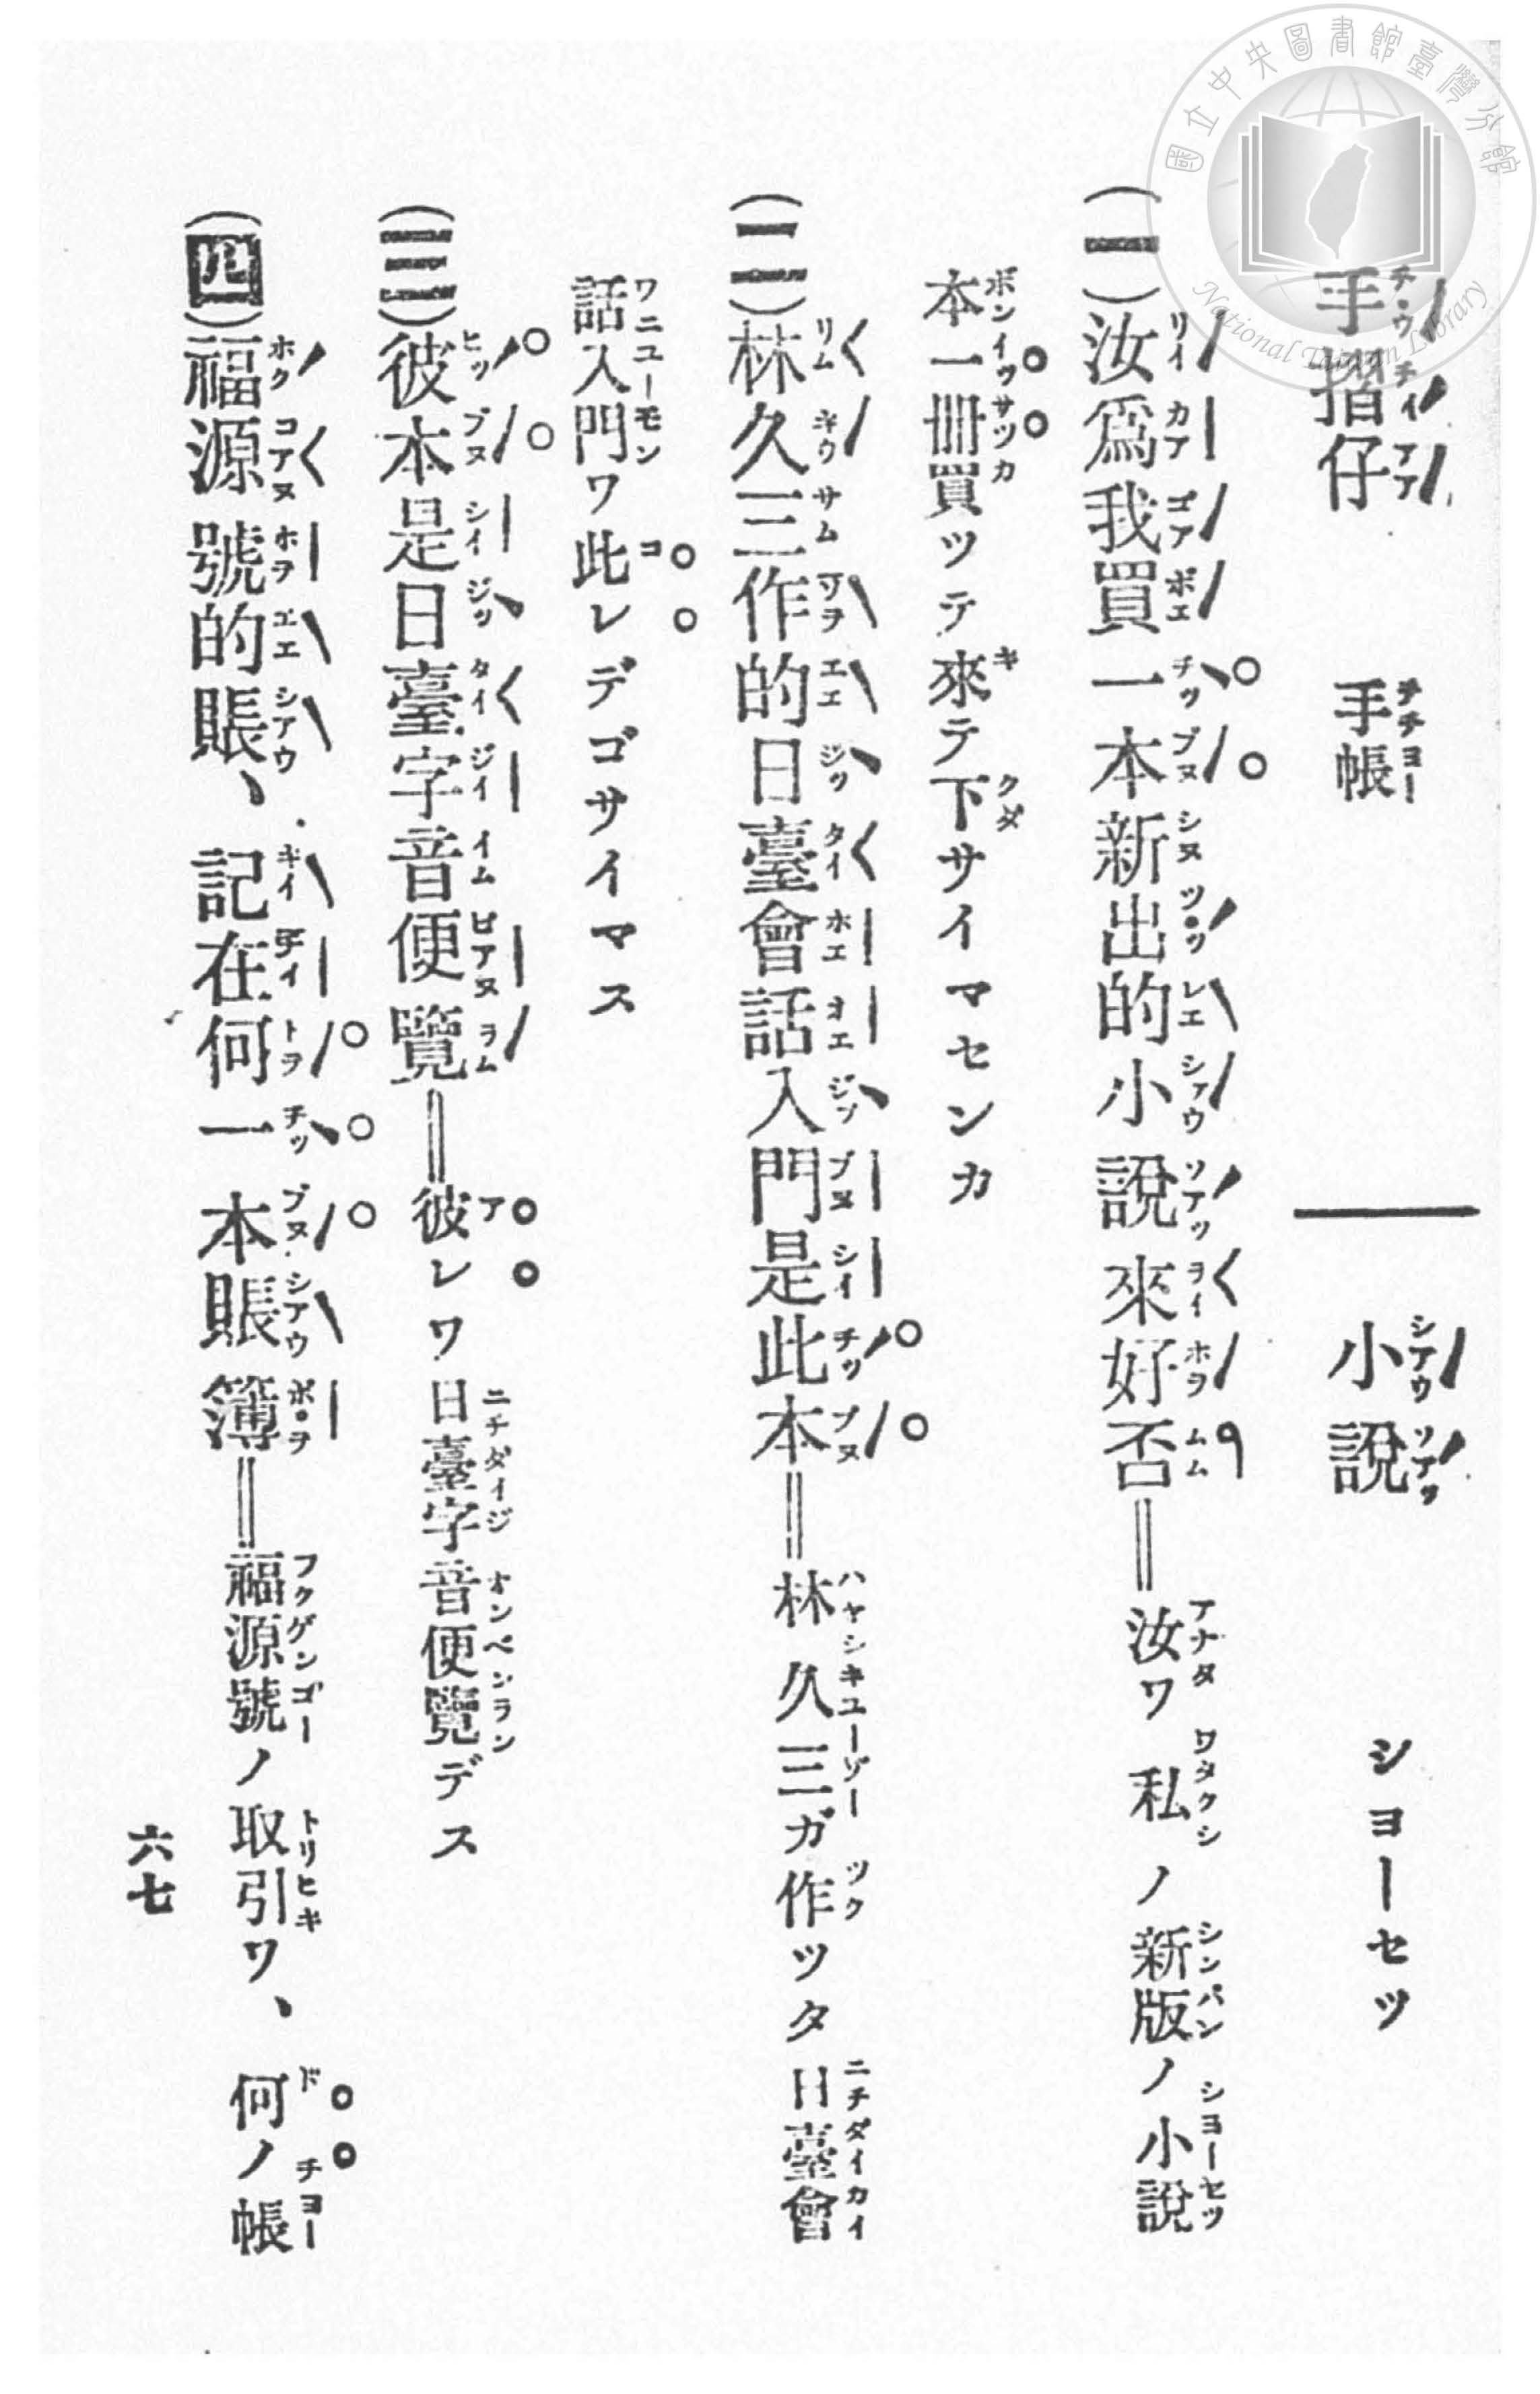 手摺仔 手帳 ｜ 小說 シヨーセツ
(一)汝爲我買一本新出的小說來好否＝汝ワ私ノ新版ノ小說
本一冊買ツテ來テ下サイマセンカ
(二)林久三作的日臺會話入門是此本＝林久三ガ作ツタ日臺會
話入門ワ此レデゴサイマス
(三)彼本是日臺字音便覽＝彼レワ日臺字音便覽デス
(四)福源號的賬、記在何一本賬簿＝福源號ノ取引ワ、何ノ帳
六七
國立中央圖書館臺灣分館
National Taiwan Library